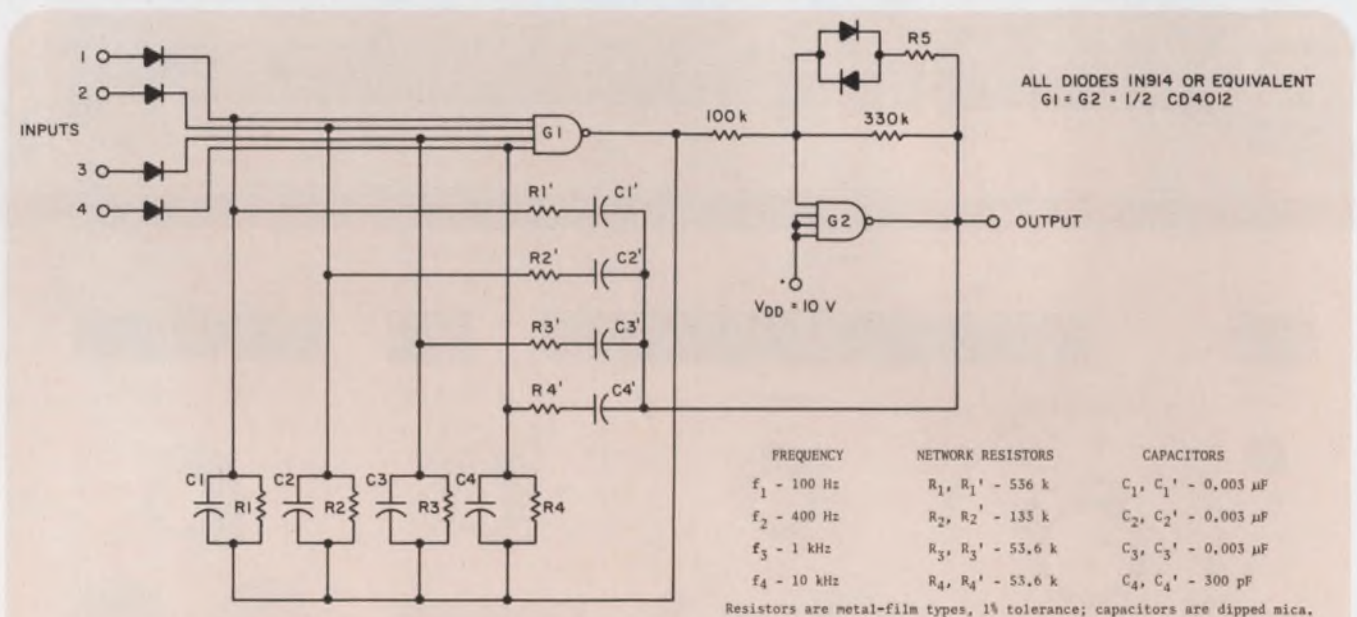 1
2
INPUTS
3
4
G1
100k
R5
330k
ALL DIODES IN914 OR EQUIVALENT
G1 = G2 = 1/2 CD4012
R1' C1'
R2' C2'
R3' C3'
R4' C4'
G2
OUTPUT
+
VDD = 10 V
C1 R1 C2 R2 C3 R3 C4 R4
FREQUENCY NETWORK RESISTORS CAPACITORS
f1 - 100 Hz R1, R1' - 536 k C1, C1' - 0.003 µF
f2 - 400 Hz R2, R2' - 133 k C2, C2' - 0.003 µF
f3 - 1 kHz R3, R3' - 53.6 k C3, C3' - 0.003 µF
f4 - 10 kHz R4, R4' - 53.6 k C4, C4' - 300 pF
Resistors are metal-film types, 1% tolerance; capacitors are dipped mica.